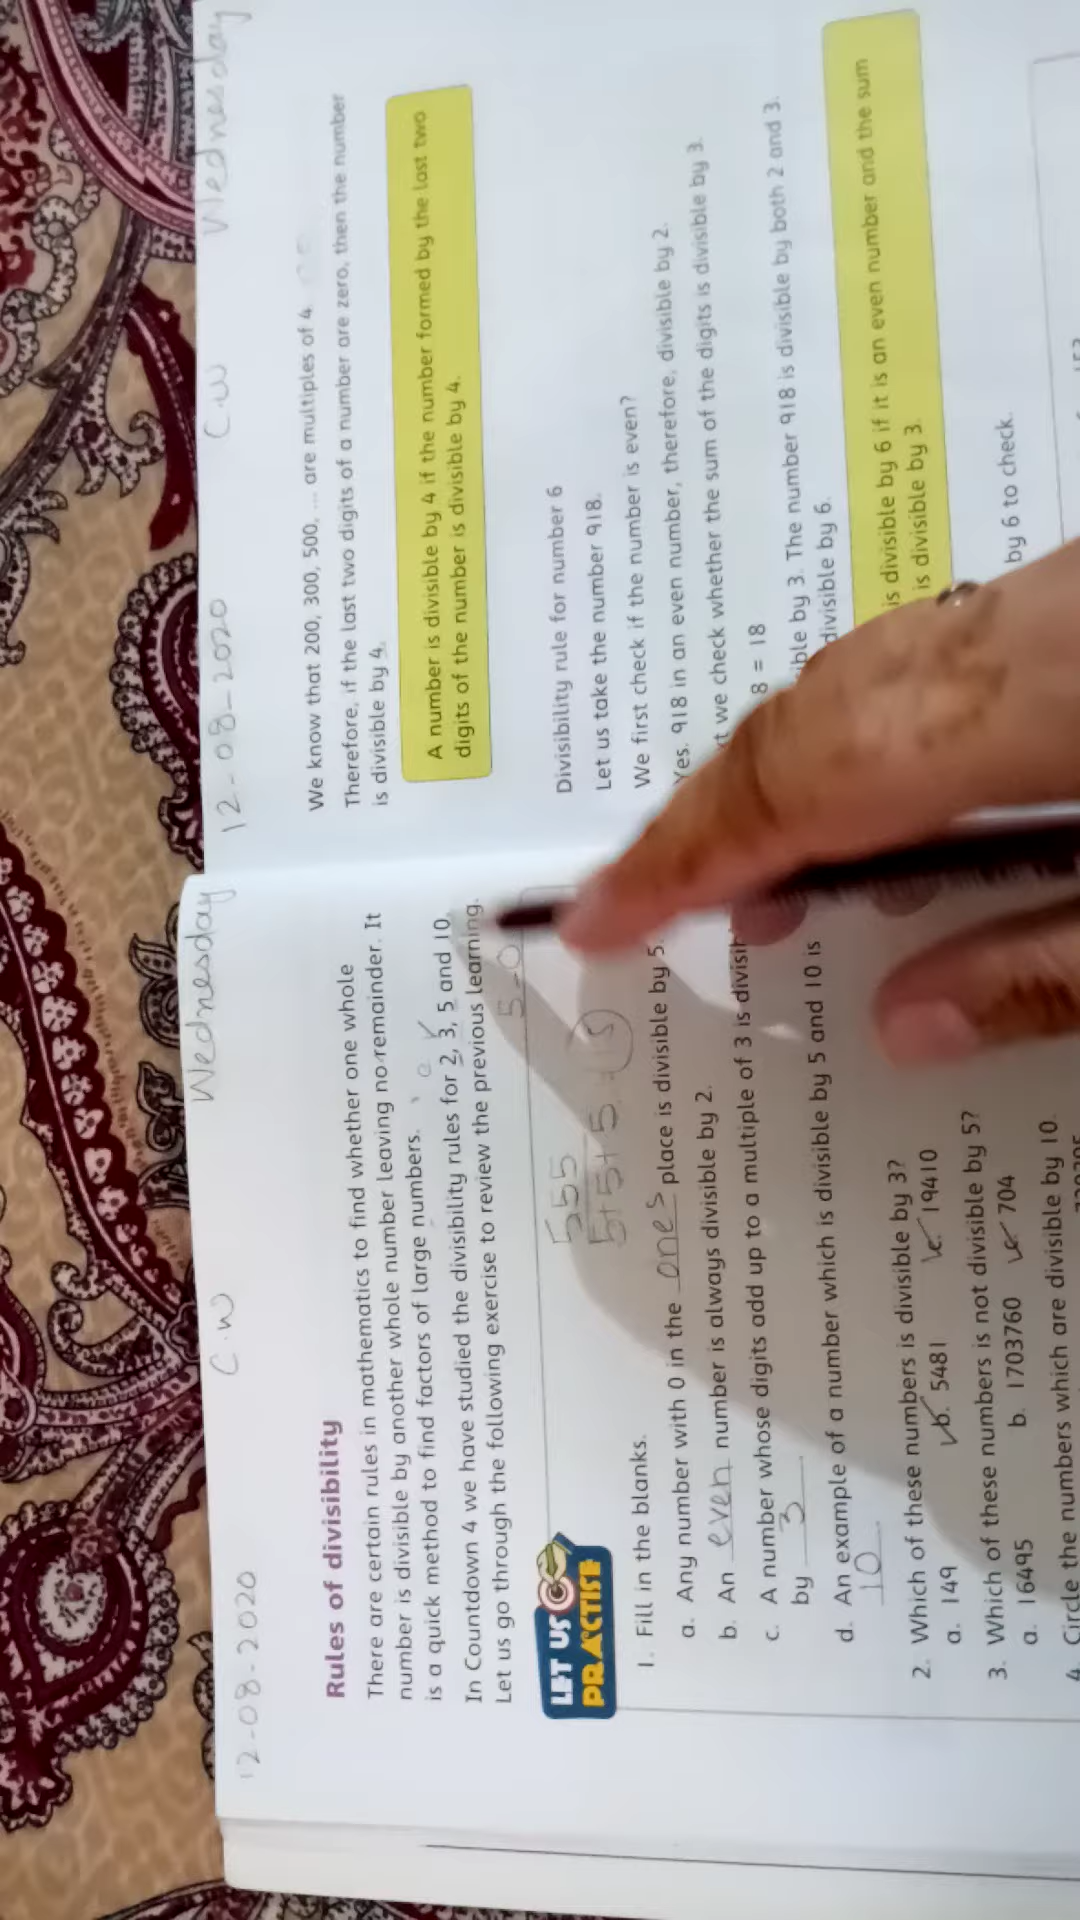 12-08-2020 C.W Wednesday
Rules of divisibility
There are certain rules in mathematics to find whether one whole
number is divisible by another whole number leaving no remainder. It
is a quick method to find factors of large numbers.
In Countdown 4 we have studied the divisibility rules for 2, 3, 5 and 10.
Let us go through the following exercise to review the previous learning.
5-0
LET US
PRACTISE
555
5+5+5
1. Fill in the blanks.
a. Any number with 0 in the ones place is divisible by 5.
b. An even number is always divisible by 2.
c. A number whose digits add up to a multiple of 3 is
by 3.
d. An example of a number which is divisible by 5 and 10 is
10.
2. Which of these numbers is divisible by 3?
a. 149 b. 5481 c. 19410
3. Which of these numbers is not divisible by 5?
a. 16495 b. 1703760 c. 704
4. Circle the numbers which are divisible by 10.
12-08-2020 C.W Wednesday
We know that 200, 300, 500, ... are multiples of 4.
Therefore, if the last two digits of a number are zero, then the number
is divisible by 4.
A number is divisible by 4 if the number formed by the last two
digits of the number is divisible by 4.
Divisibility rule for number 6
Let us take the number 918.
We first check if the number is even?
Yes. 918 in an even number, therefore, divisible by 2.
we check whether the sum of the digits is divisible by 3.
8 = 18
by 3. The number 918 is divisible by both 2 and 3.
divisible by 6.
is divisible by 6 if it is an even number and the sum
is divisible by 3.
by 6 to check.